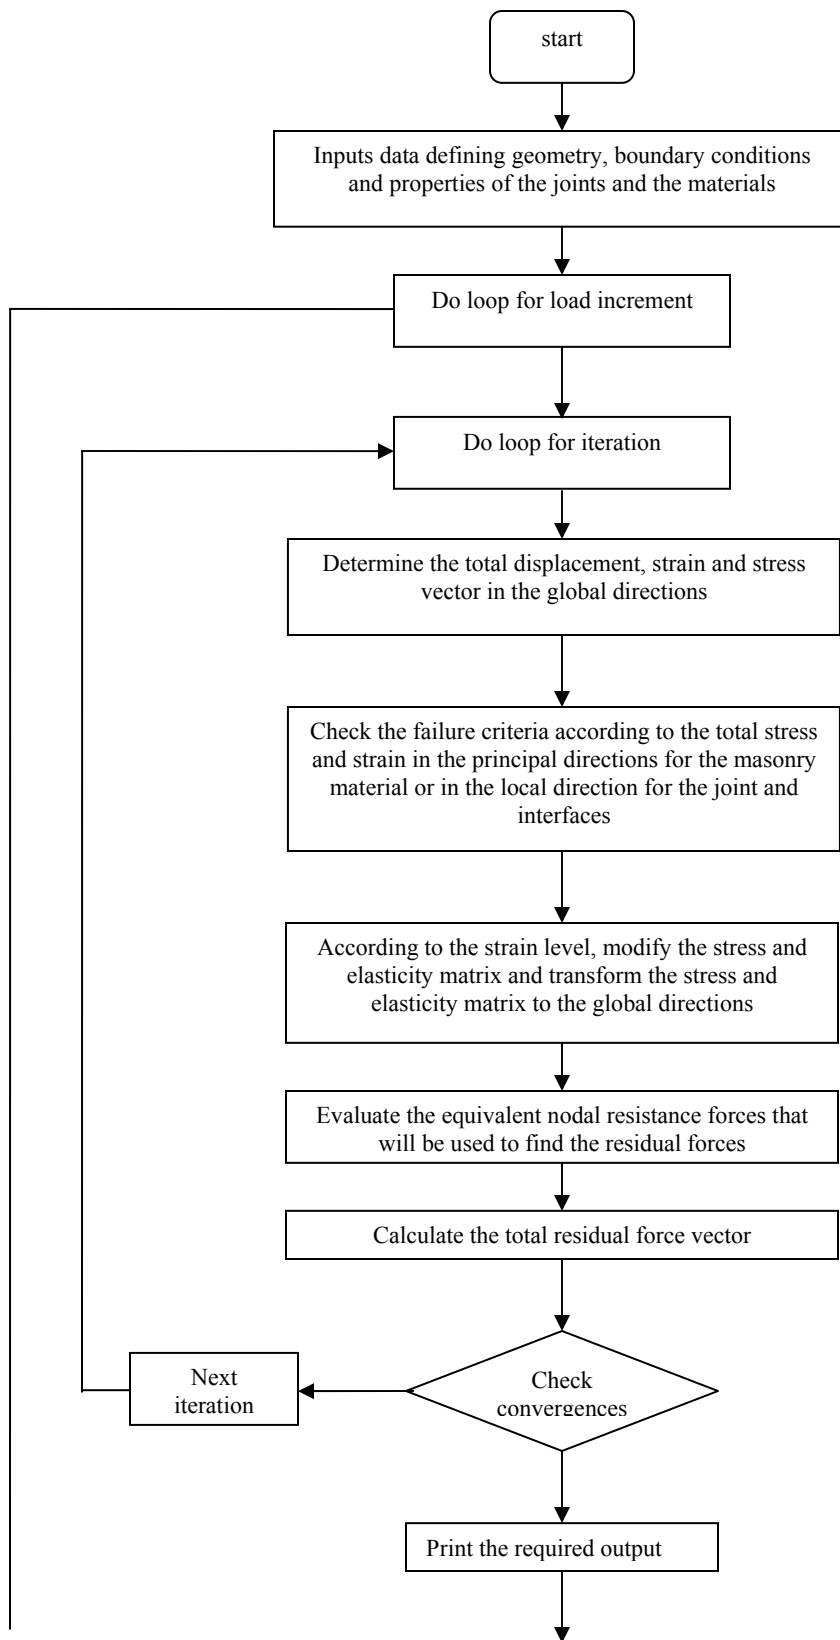 start
Inputs data defining geometry, boundary conditions
and properties of the joints and the materials
Do loop for load increment
Do loop for iteration
Determine the total displacement, strain and stress
vector in the global directions
Check the failure criteria according to the total stress
and strain in the principal directions for the masonry
material or in the local direction for the joint and
interfaces
According to the strain level, modify the stress and
elasticity matrix and transform the stress and
elasticity matrix to the global directions
Evaluate the equivalent nodal resistance forces that
will be used to find the residual forces
Calculate the total residual force vector
Next
iteration
Check
convergences
Print the required output